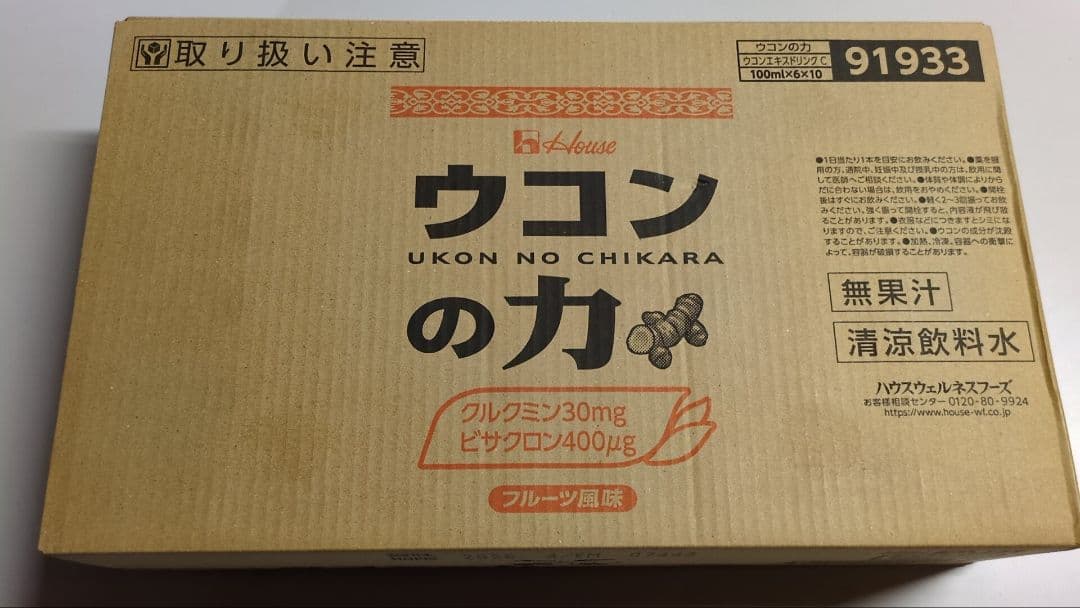 取り扱い注意
ウコンの力
ウコンエキスドリンク C
100ml×6×10
91933
House
ウコン
UKON NO CHIKARA
の力
クルクミン30mg
ビサクロン400μg
フルーツ風味
●1日当たり1本を目安にお飲みください。●薬を服
用の方、通院中、妊娠中及び授乳中の方は、飲用に関
して医師へご相談ください。●体質や体調によりから
だに合わない場合は、飲用をおやめください。●開栓
後はすぐにお飲みください。●軽く2〜3回振ってお飲
みください。強く振って開栓すると、内容液が飛び散
ることがあります。●衣服などにつきますとシミにな
りますので、ご注意ください。●ウコンの成分が沈殿
することがあります。●加熱、冷凍、容器への衝撃に
よって、容器が破損することがあります。
無果汁
清涼飲料水
ハウスウェルネスフーズ
お客様相談センター 0120-80-9924
https://www.house-wf.co.jp